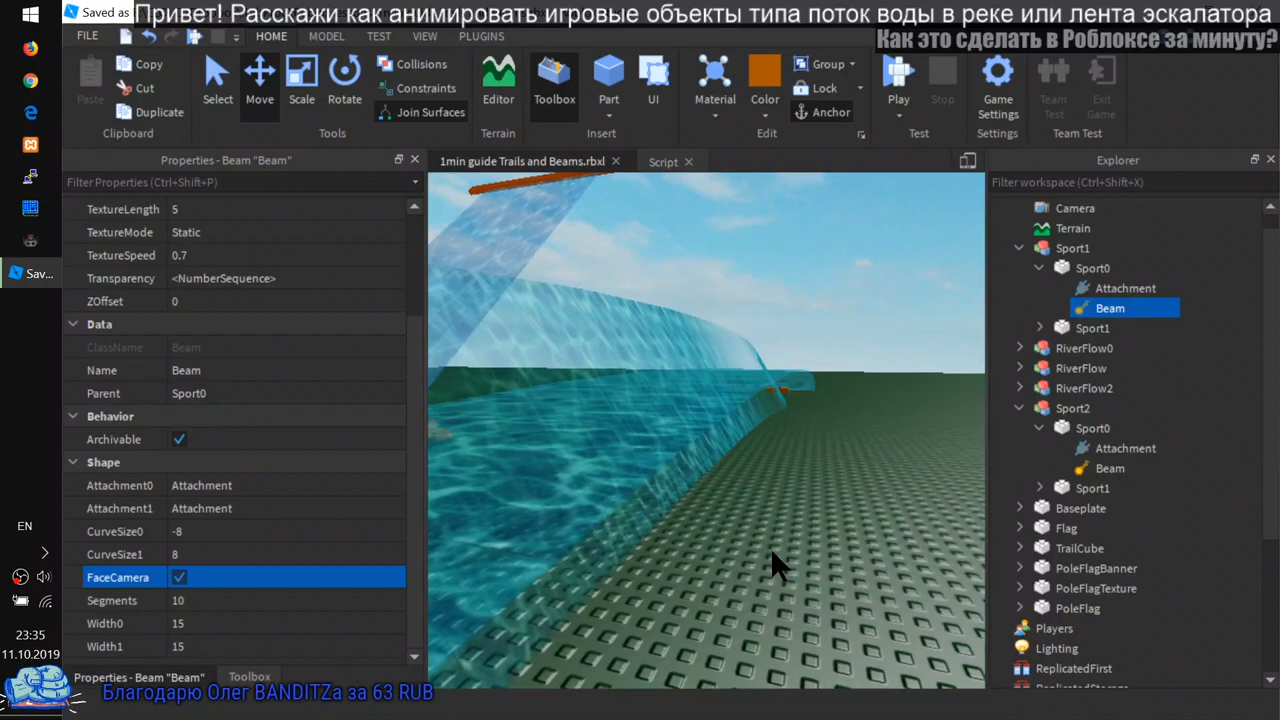 Saved as
Привет! Расскажи как анимировать игровые объекты типа поток воды в реке или лента эскалатора
Как это сделать в Роблоксе за минуту?
FILE HOME MODEL TEST VIEW PLUGINS
Paste
Copy
Cut
Duplicate
Clipboard
Select
Move
Scale
Rotate
Collisions
Constraints
Join Surfaces
Tools
Editor
Terrain
Toolbox
Part
UI
Insert
Material
Color
Group
Lock
Anchor
Edit
Play
Stop
Test
Game Settings
Settings
Team Test
Exit Game
Team Test
Properties - Beam "Beam"
Filter Properties (Ctrl+Shift+P)
TextureLength 5
TextureMode Static
TextureSpeed 0.7
Transparency <NumberSequence>
ZOffset 0
Data
ClassName Beam
Name Beam
Parent Sport0
Behavior
Archivable
Shape
Attachment0 Attachment
Attachment1 Attachment
CurveSize0 -8
CurveSize1 8
FaceCamera
Segments 10
Width0 15
Width1 15
Properties - Beam "Beam" Toolbox
1min guide Trails and Beams.rbxl
Script
Explorer
Filter workspace (Ctrl+Shift+X)
Camera
Terrain
Sport1
Sport0
Attachment
Beam
Sport1
RiverFlow0
RiverFlow
RiverFlow2
Sport2
Sport0
Attachment
Beam
Sport1
Baseplate
Flag
TrailCube
PoleFlagBanner
PoleFlagTexture
PoleFlag
Players
Lighting
ReplicatedFirst
Sav...
EN
23:35
11.10.2019
Благодарю Олег BANDITZа за 63 RUB